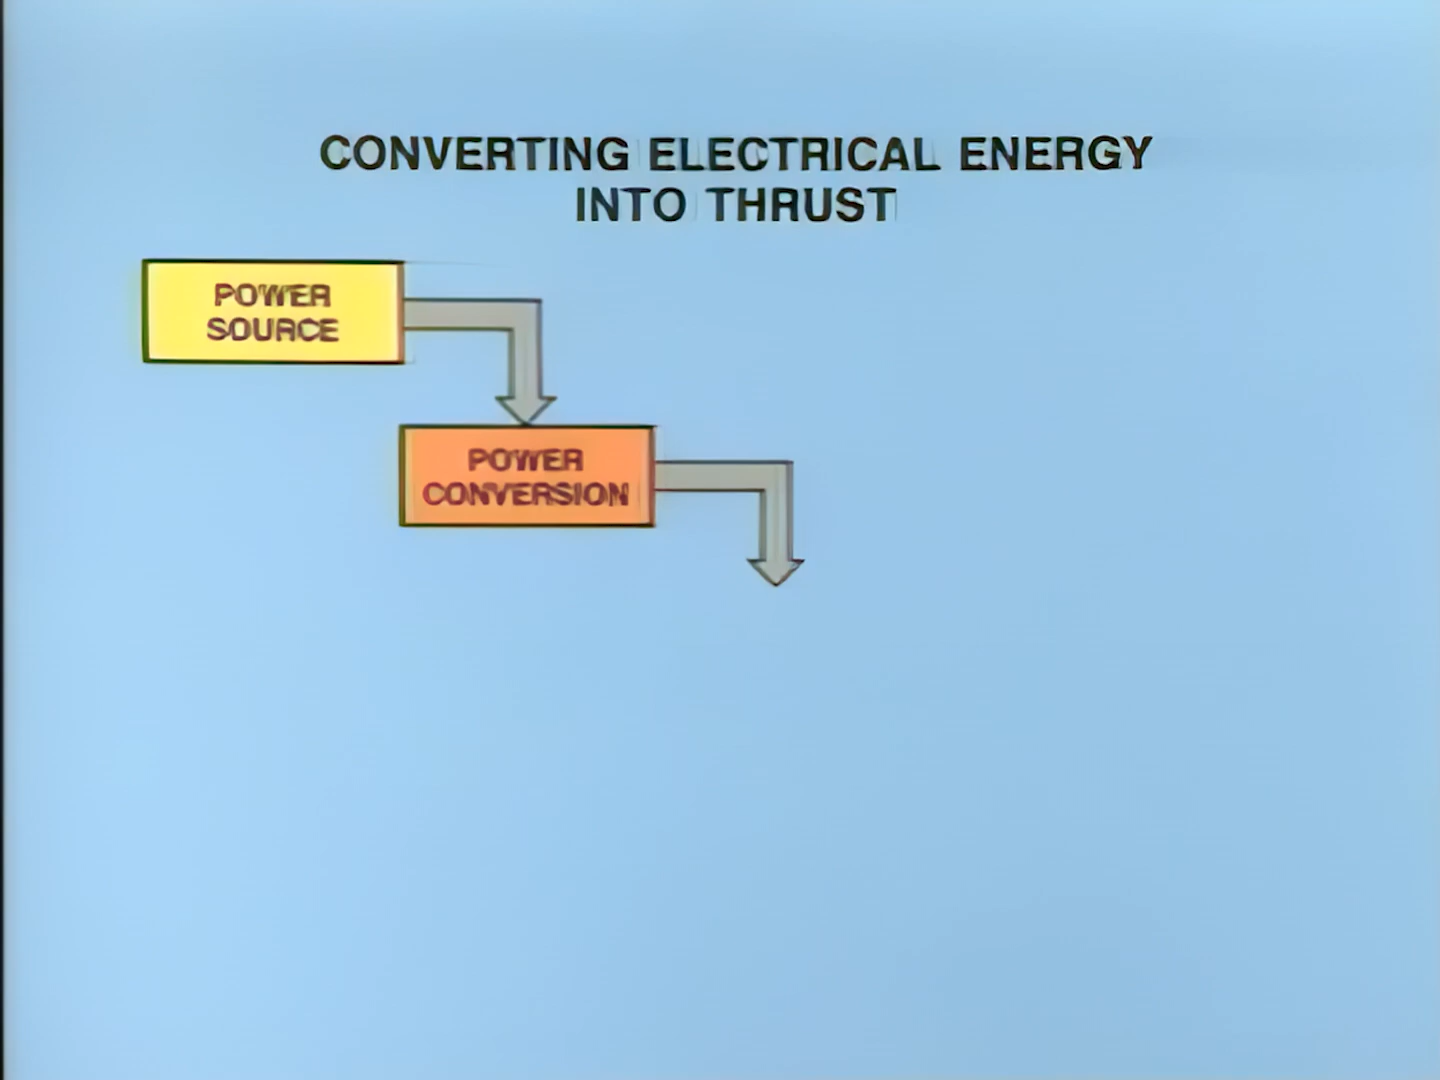 CONVERTING ELECTRICAL ENERGY
INTO THRUST
POWER
SOURCE
POWER
CONVERSION